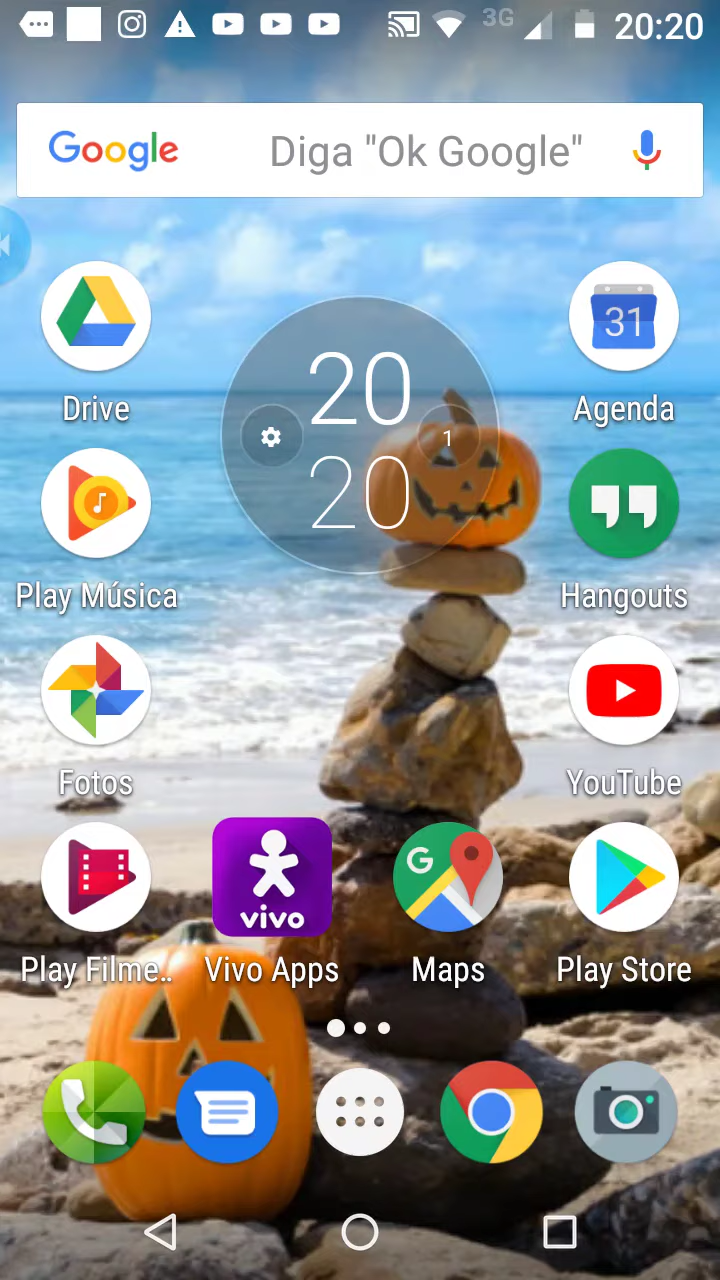 3G 20:20
Google Diga "Ok Google"
31
Drive
20
Agenda
1
20
Play Música
Hangouts
Fotos
YouTube
G
vivo
Play Filme..
Vivo Apps
Maps
Play Store